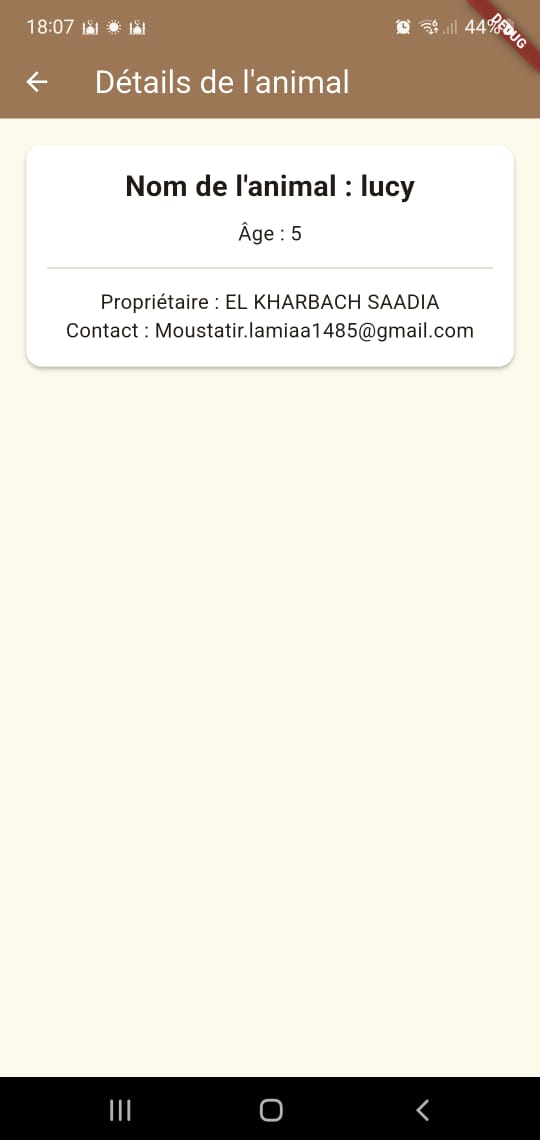 18:07
44%
DEBUG
Détails de l'animal
Nom de l'animal : lucy
Âge : 5
Propriétaire : EL KHARBACH SAADIA
Contact : Moustatir.lamiaa1485@gmail.com